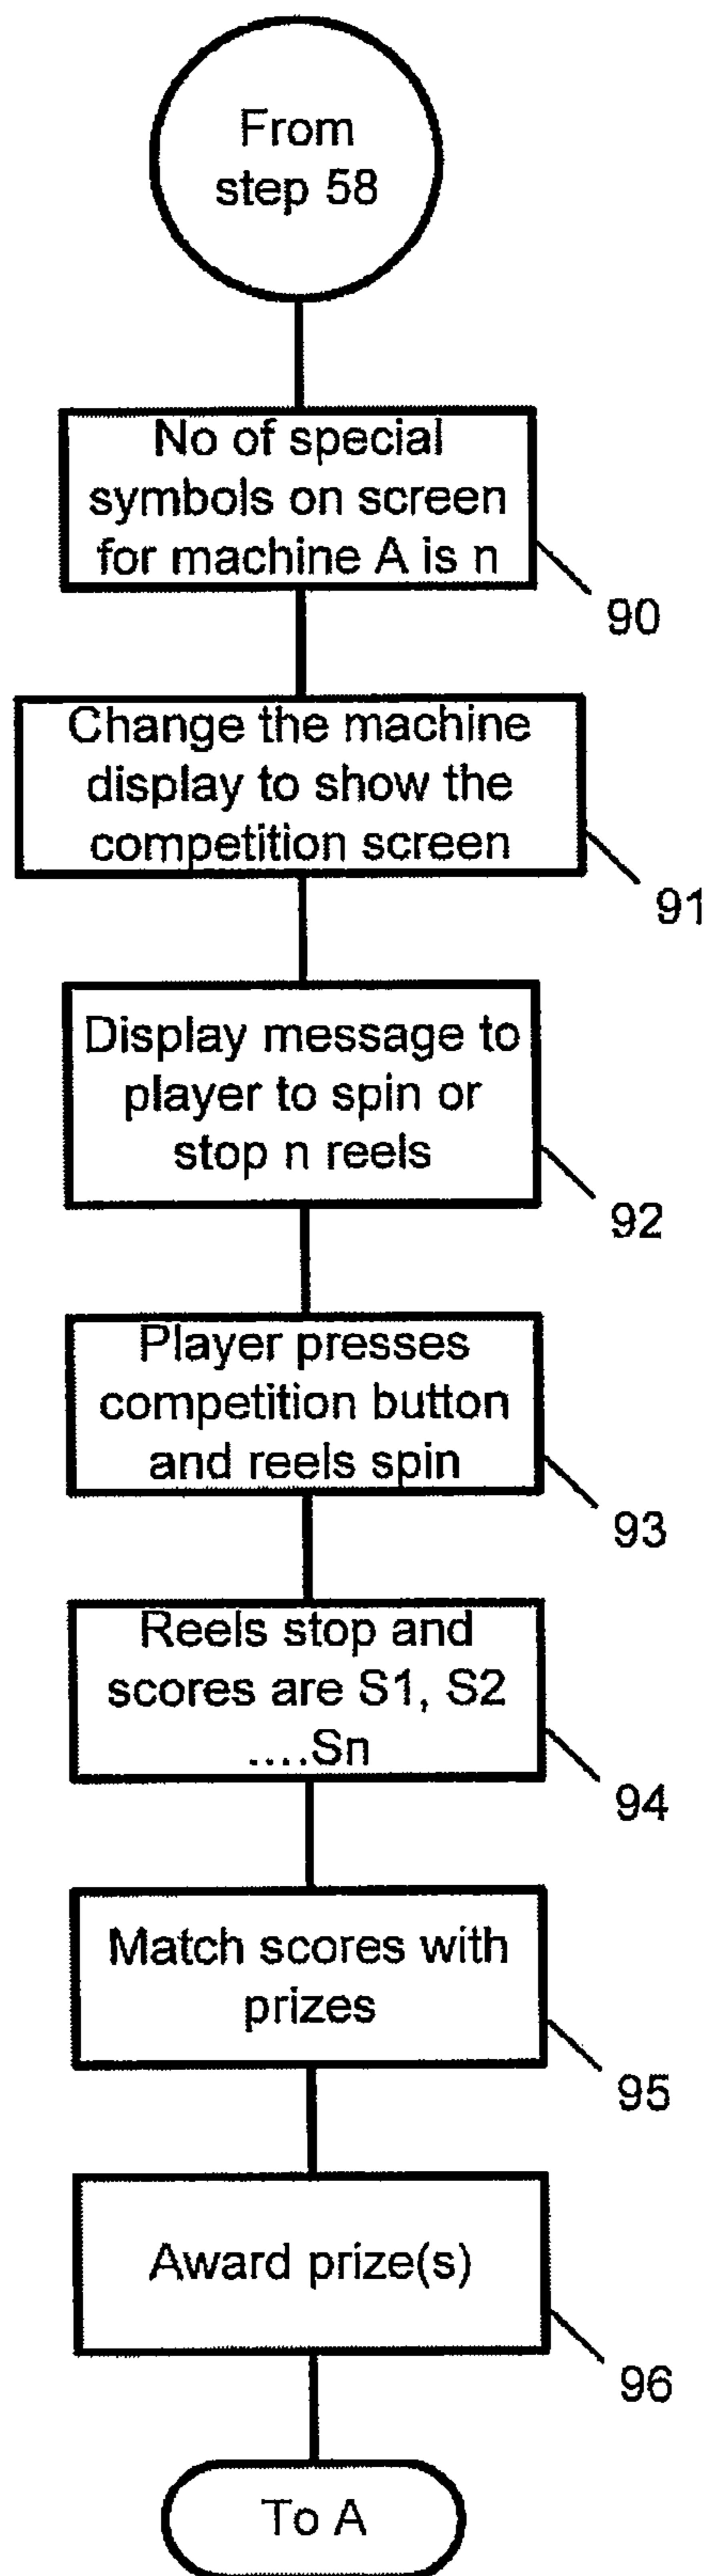 From
step 58
No of special
symbols on screen
for machine A is n
90
Change the machine
display to show the
competition screen
91
Display message to
player to spin or
stop n reels
92
Player presses
competition button
and reels spin
93
Reels stop and
scores are S1, S2
....Sn
94
Match scores with
prizes
95
Award prize(s)
96
To A